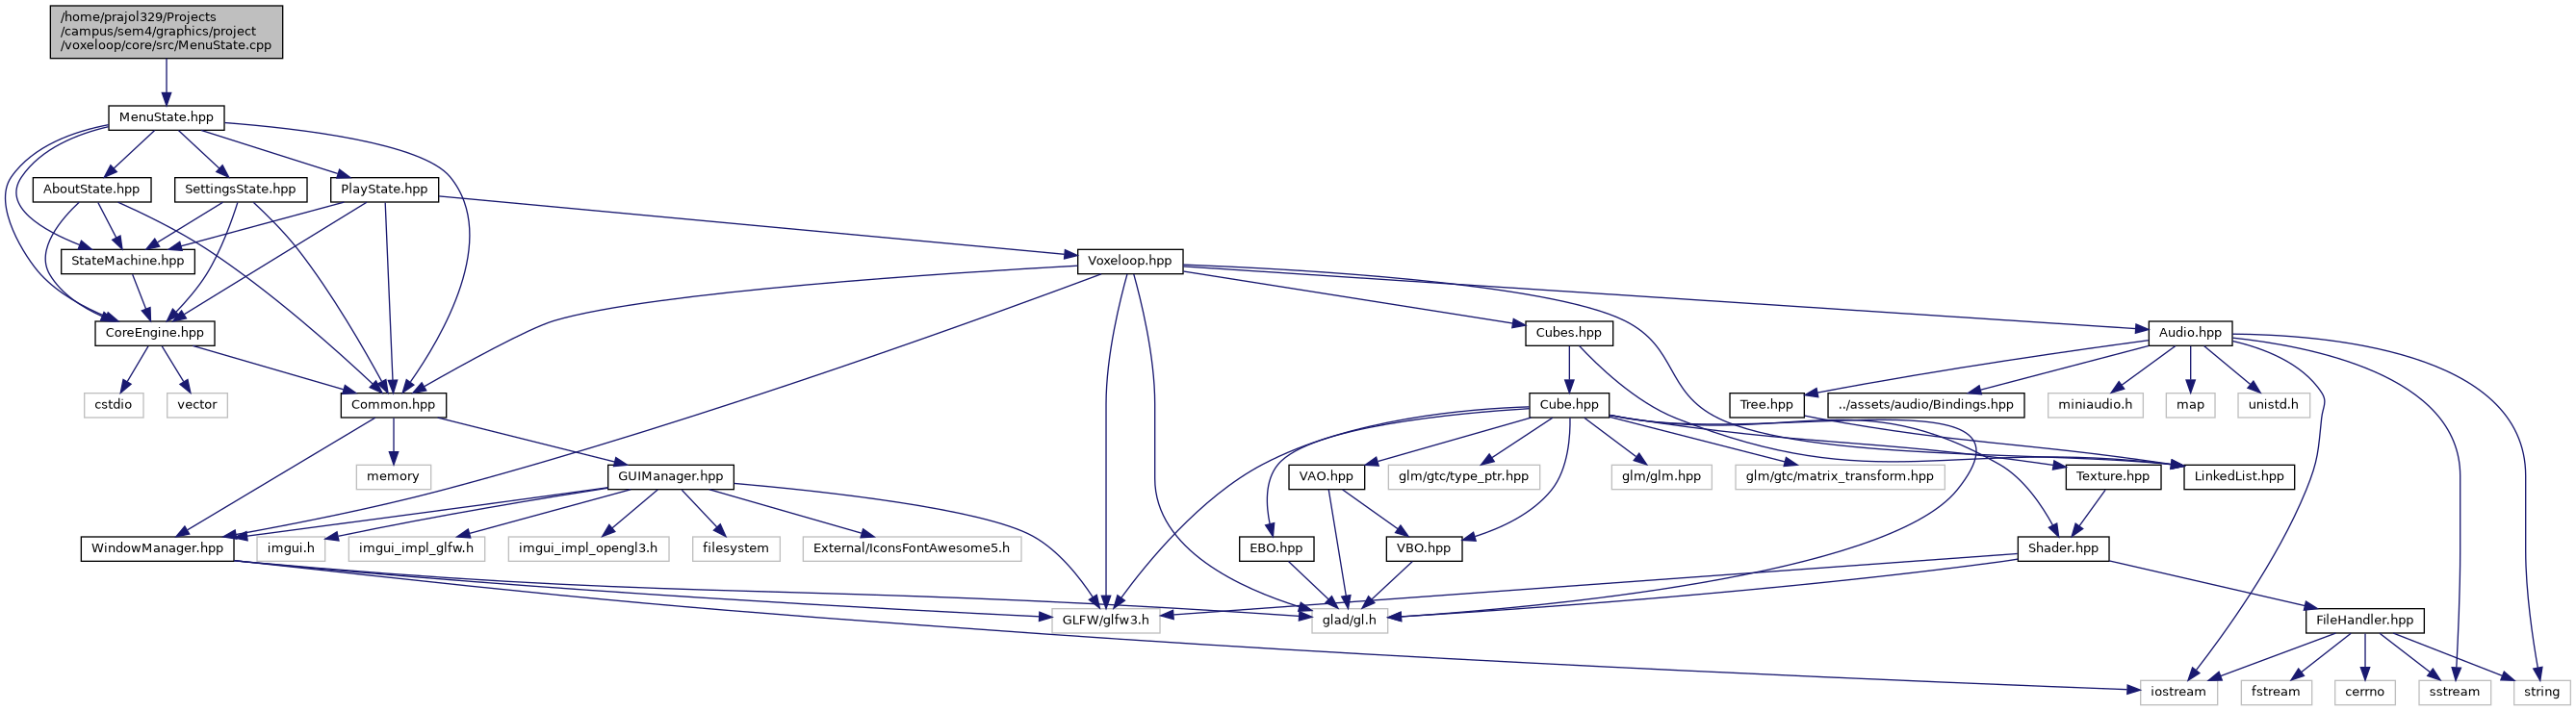 /home/prajol329/Projects
/campus/sem4/graphics/project
/voxeloop/core/src/MenuState.cpp
MenuState.hpp
AboutState.hpp
SettingsState.hpp
PlayState.hpp
StateMachine.hpp
Voxeloop.hpp
CoreEngine.hpp
Cubes.hpp
Audio.hpp
cstdio
vector
Common.hpp
Cube.hpp
Tree.hpp
../assets/audio/Bindings.hpp
miniaudio.h
map
unistd.h
memory
GUIManager.hpp
VAO.hpp
glm/gtc/type_ptr.hpp
glm/glm.hpp
glm/gtc/matrix_transform.hpp
Texture.hpp
LinkedList.hpp
WindowManager.hpp
imgui.h
imgui_impl_glfw.h
imgui_impl_opengl3.h
filesystem
External/IconsFontAwesome5.h
EBO.hpp
VBO.hpp
Shader.hpp
GLFW/glfw3.h
glad/gl.h
FileHandler.hpp
iostream
fstream
cerrno
sstream
string